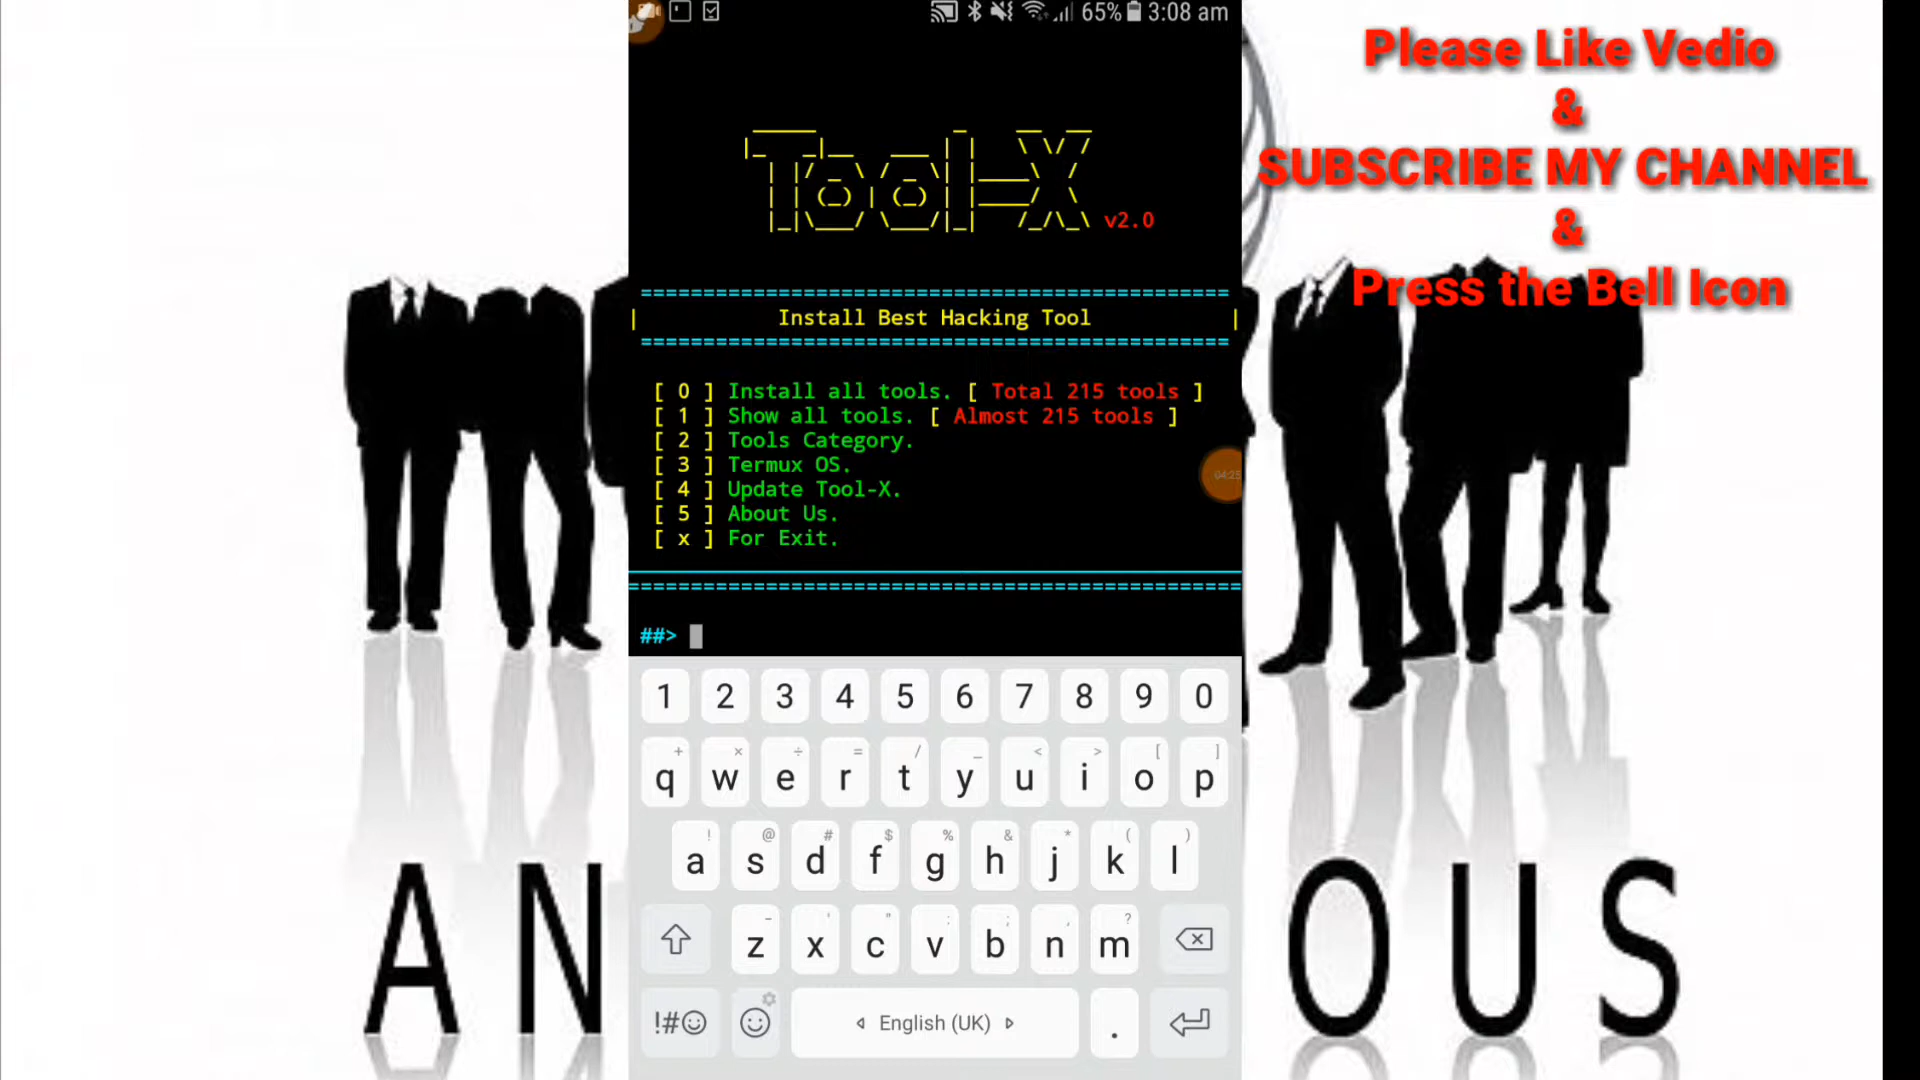 65% 3:08 am
Please Like Vedio
&
SUBSCRIBE MY CHANNEL
&
Press the Bell Icon
Tool-X v2.0
==============================================
| Install Best Hacking Tool |
==============================================
[ 0 ] Install all tools. [ Total 215 tools ]
[ 1 ] Show all tools. [ Almost 215 tools ]
[ 2 ] Tools Category.
[ 3 ] Termux OS.
[ 4 ] Update Tool-X.
[ 5 ] About Us.
[ x ] For Exit.
04:25
##>
1 2 3 4 5 6 7 8 9 0
+ × ÷ = / _ < > [ ]
q w e r t y u i o p
! @ # $ % & * ( )
a s d f g h j k l
- ' " : ; , ?
z x c v b n m
!#☺ English (UK) .
AN OUS